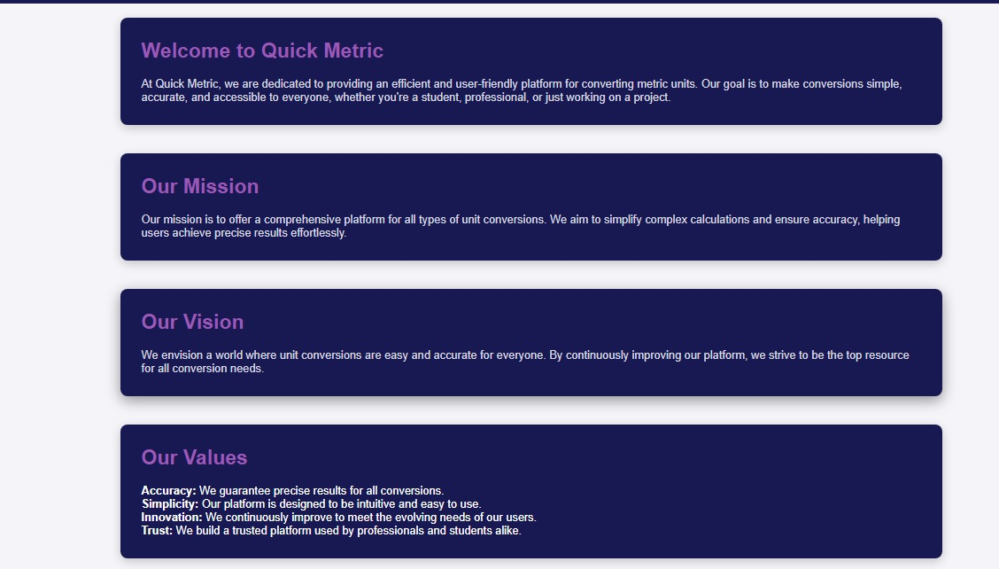 Welcome to Quick Metric
At Quick Metric, we are dedicated to providing an efficient and user-friendly platform for converting metric units. Our goal is to make conversions simple,
accurate, and accessible to everyone, whether you're a student, professional, or just working on a project.
Our Mission
Our mission is to offer a comprehensive platform for all types of unit conversions. We aim to simplify complex calculations and ensure accuracy, helping
users achieve precise results effortlessly.
Our Vision
We envision a world where unit conversions are easy and accurate for everyone. By continuously improving our platform, we strive to be the top resource
for all conversion needs.
Our Values
Accuracy: We guarantee precise results for all conversions.
Simplicity: Our platform is designed to be intuitive and easy to use.
Innovation: We continuously improve to meet the evolving needs of our users.
Trust: We build a trusted platform used by professionals and students alike.